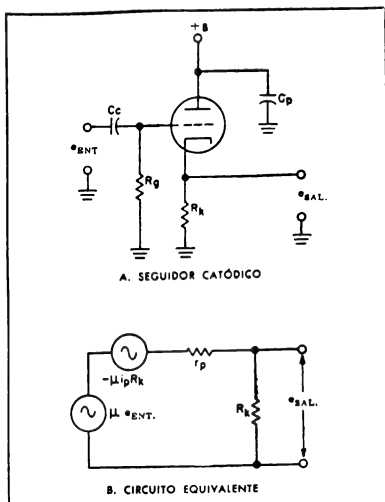 +B
Cp
Cc
eENT
Rg
Rk
eSAL.
A. SEGUIDOR CATÓDICO
-μipRk
rp
μ eENT.
Rk
eSAL.
B. CIRCUITO EQUIVALENTE